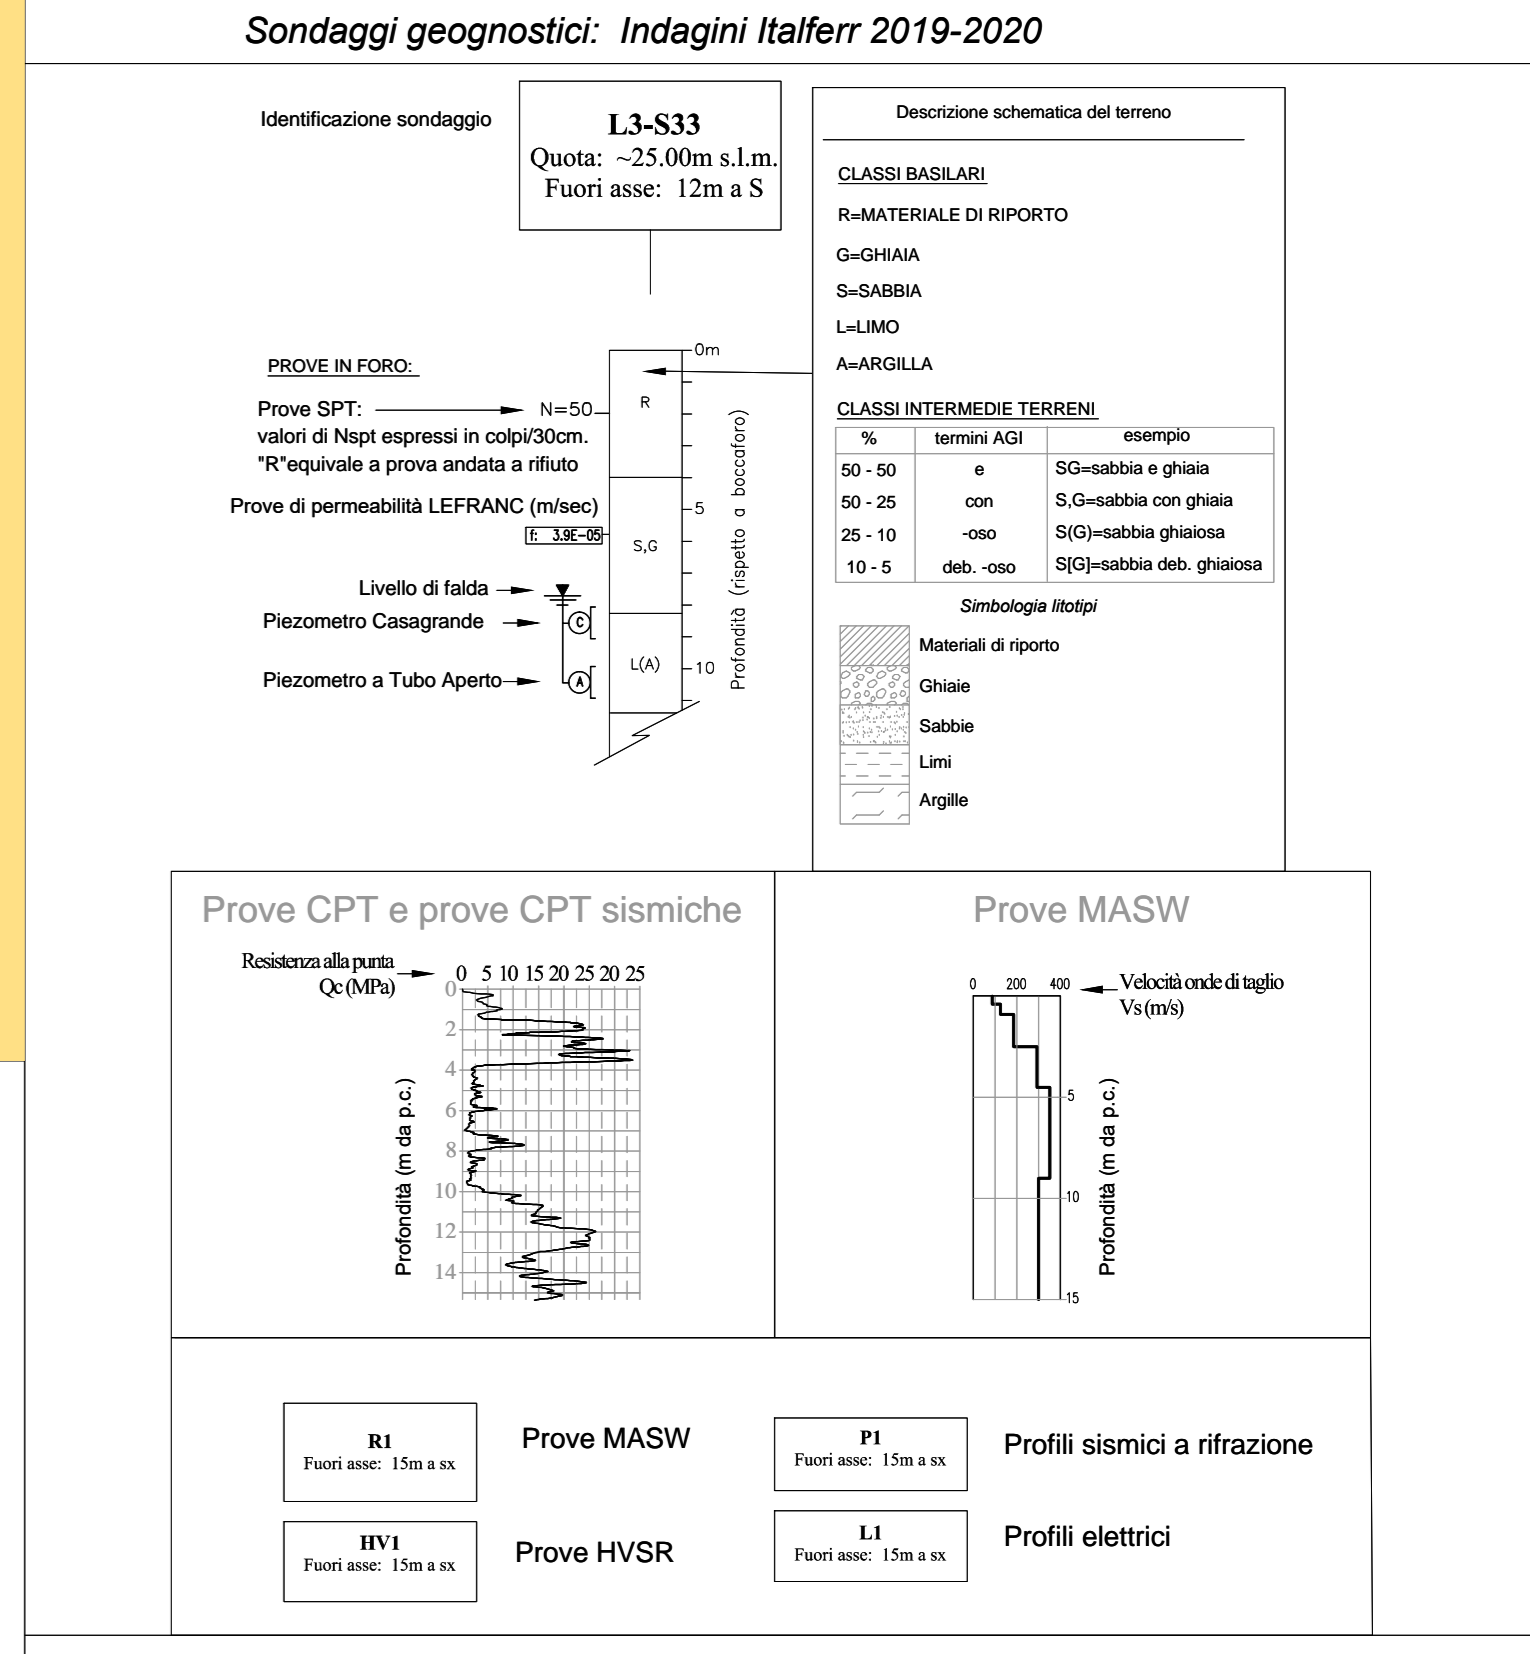 Sondaggi geognostici:  Indagini Italferr 2019-2020
Identificazione sondaggio
L3-S33
Quota:  ~25.00m s.l.m.
Fuori asse:  12m a S
PROVE IN FORO:
Prove SPT:
N=50
valori di Nspt espressi in colpi/30cm.
"R"equivale a prova andata a rifiuto
Prove di permeabilità LEFRANC (m/sec)
f:  3.9E-05
Livello di falda
Piezometro Casagrande
C
Piezometro a Tubo Aperto
A
R
S,G
L(A)
0m
5
10
Profondità (rispetto a boccaforo)
Descrizione schematica del terreno
CLASSI BASILARI
R=MATERIALE DI RIPORTO
G=GHIAIA
S=SABBIA
L=LIMO
A=ARGILLA
CLASSI INTERMEDIE TERRENI
% termini AGI esempio
50 - 50 e SG=sabbia e ghiaia
50 - 25 con S,G=sabbia con ghiaia
25 - 10 -oso S(G)=sabbia ghiaiosa
10 - 5 deb. -oso S[G]=sabbia deb. ghiaiosa
Simbologia litotipi
Materiali di riporto
Ghiaie
Sabbie
Limi
Argille
Prove CPT e prove CPT sismiche
Resistenza alla punta
Qc (MPa)
0 5 10 15 20 25 20 25
0
2
4
6
8
10
12
14
Profondità (m da p.c.)
Prove MASW
0 200 400
Velocità onde di taglio
Vs (m/s)
5
10
15
Profondità (m da p.c.)
R1
Fuori asse:  15m a sx
Prove MASW
P1
Fuori asse:  15m a sx
Profili sismici a rifrazione
HV1
Fuori asse:  15m a sx
Prove HVSR
L1
Fuori asse:  15m a sx
Profili elettrici